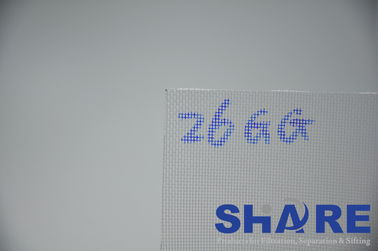 26GG
SHARE
Products for Filtration, Separation & Sifting